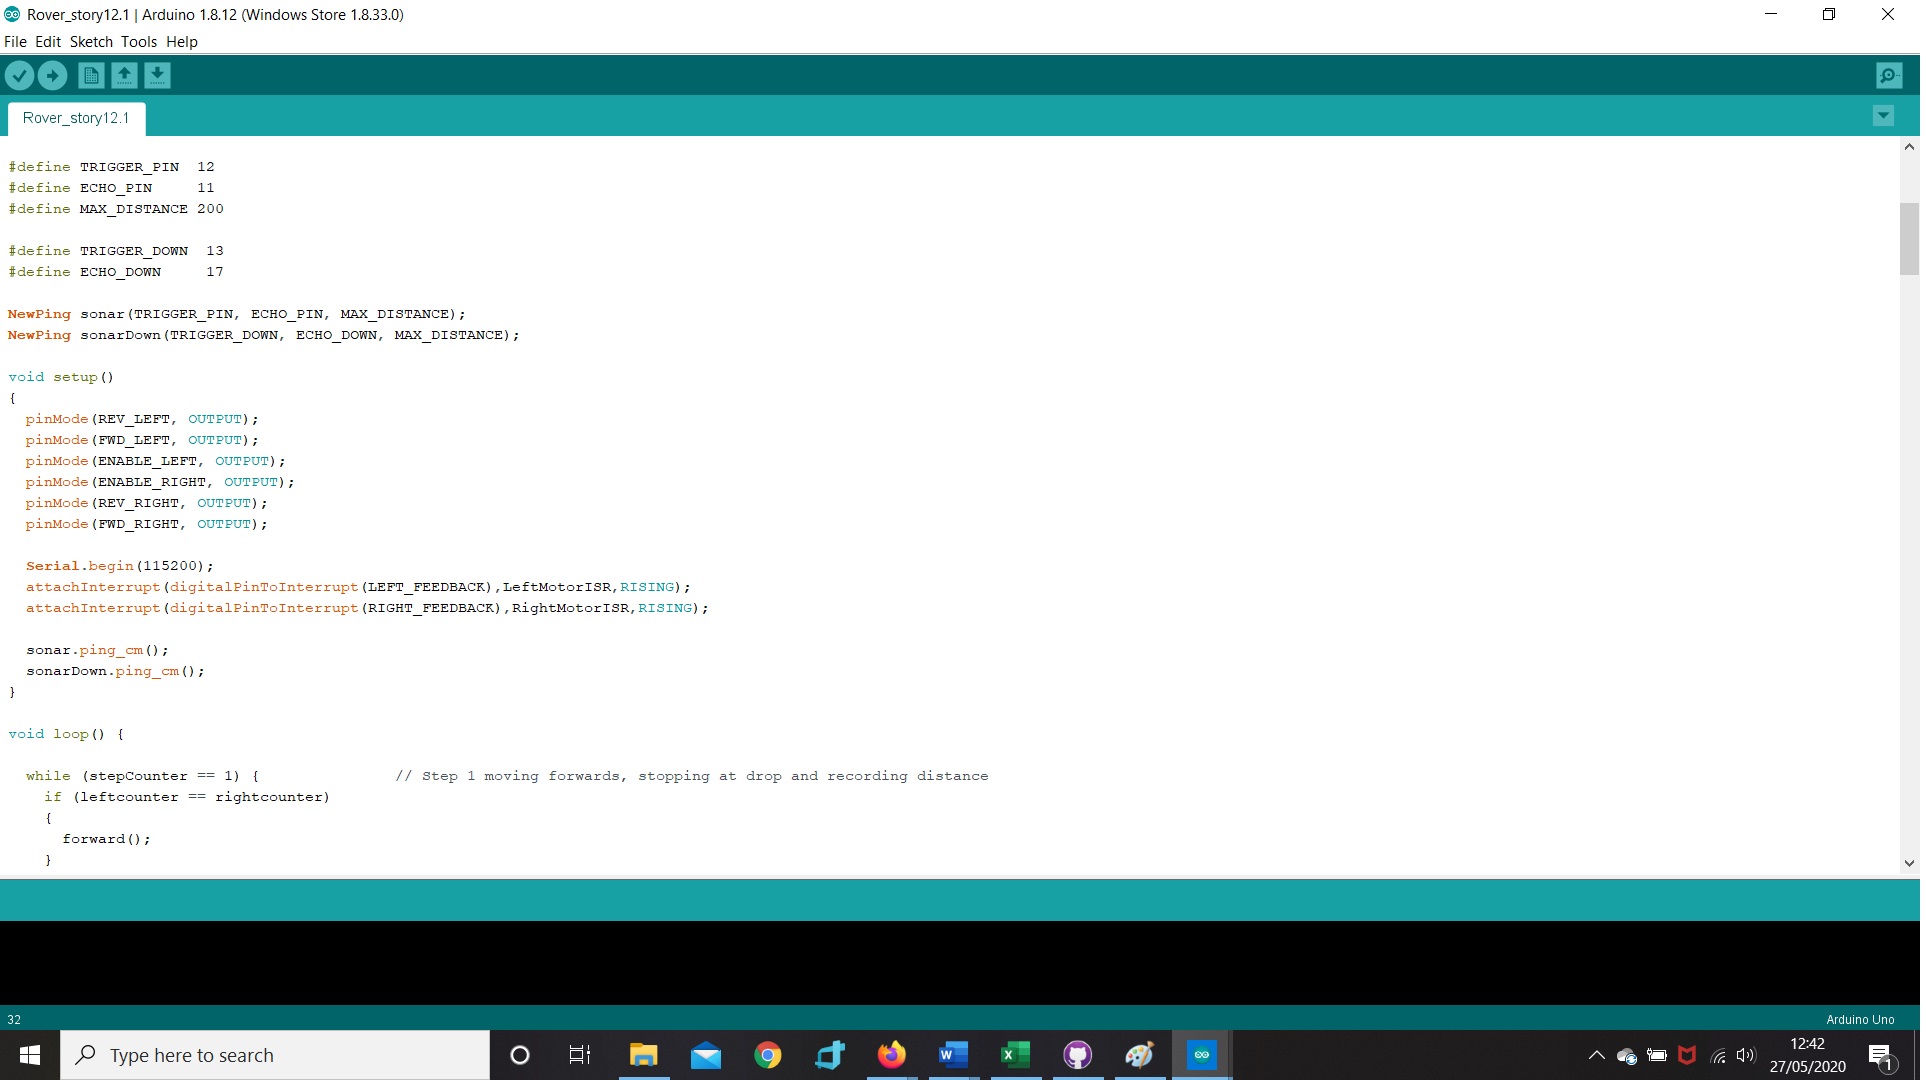 Rover_story12.1 | Arduino 1.8.12 (Windows Store 1.8.33.0)
File Edit Sketch Tools Help
Rover_story12.1
#define TRIGGER_PIN  12
#define ECHO_PIN     11
#define MAX_DISTANCE 200
#define TRIGGER_DOWN  13
#define ECHO_DOWN     17
NewPing sonar(TRIGGER_PIN, ECHO_PIN, MAX_DISTANCE);
NewPing sonarDown(TRIGGER_DOWN, ECHO_DOWN, MAX_DISTANCE);
void setup()
{
  pinMode(REV_LEFT, OUTPUT);
  pinMode(FWD_LEFT, OUTPUT);
  pinMode(ENABLE_LEFT, OUTPUT);
  pinMode(ENABLE_RIGHT, OUTPUT);
  pinMode(REV_RIGHT, OUTPUT);
  pinMode(FWD_RIGHT, OUTPUT);
  Serial.begin(115200);
  attachInterrupt(digitalPinToInterrupt(LEFT_FEEDBACK),LeftMotorISR,RISING);
  attachInterrupt(digitalPinToInterrupt(RIGHT_FEEDBACK),RightMotorISR,RISING);
  sonar.ping_cm();
  sonarDown.ping_cm();
}
void loop() {
  while (stepCounter == 1) {               // Step 1 moving forwards, stopping at drop and recording distance
    if (leftcounter == rightcounter)
    {
      forward();
    }
32
Arduino Uno
Type here to search
12:42
27/05/2020
1